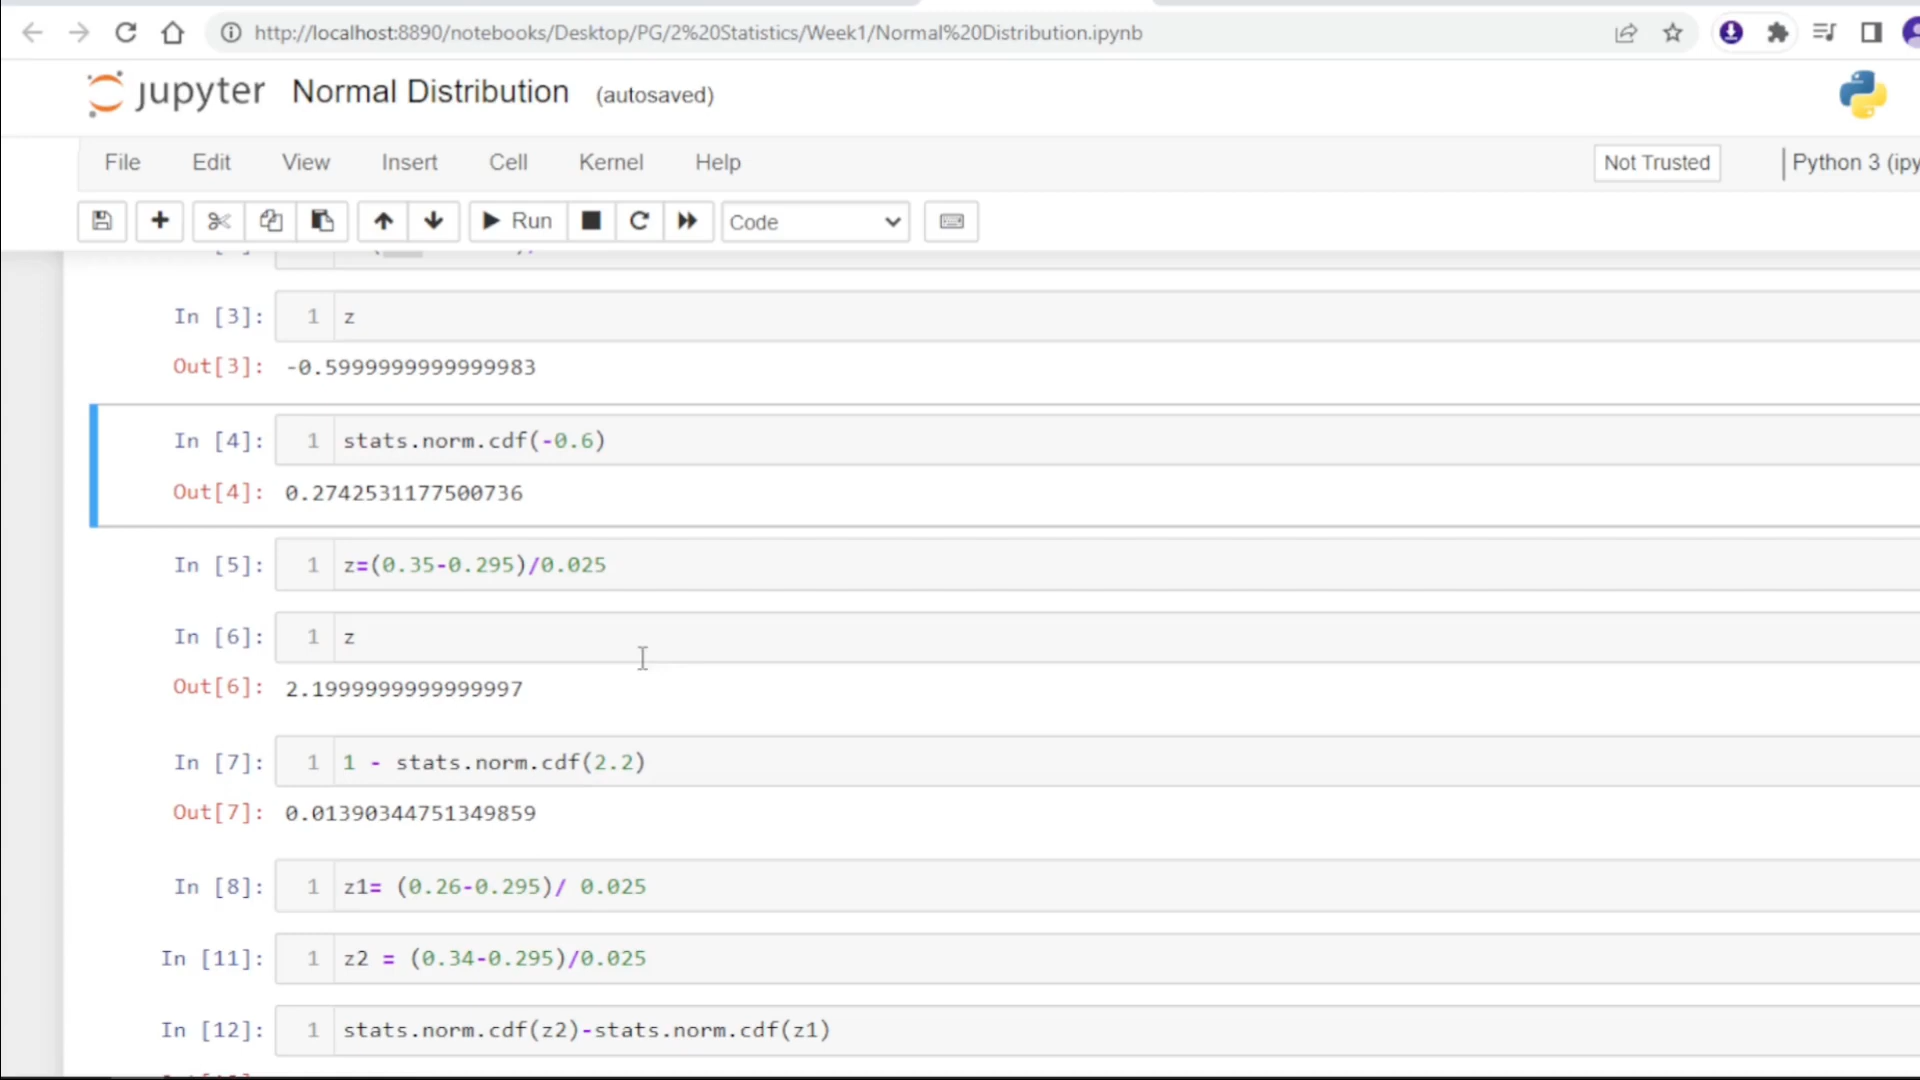 http://localhost:8890/notebooks/Desktop/PG/2%20Statistics/Week1/Normal%20Distribution.ipynb
jupyter Normal Distribution (autosaved)
File Edit View Insert Cell Kernel Help Not Trusted Python 3 (ipy
Run Code
In [3]: 1 z
Out[3]: -0.5999999999999983
In [4]: 1 stats.norm.cdf(-0.6)
Out[4]: 0.2742531177500736
In [5]: 1 z=(0.35-0.295)/0.025
In [6]: 1 z
Out[6]: 2.1999999999999997
In [7]: 1 1 - stats.norm.cdf(2.2)
Out[7]: 0.01390344751349859
In [8]: 1 z1= (0.26-0.295)/ 0.025
In [11]: 1 z2 = (0.34-0.295)/0.025
In [12]: 1 stats.norm.cdf(z2)-stats.norm.cdf(z1)